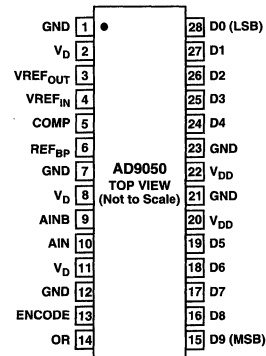 GND 1 28 D0 (LSB)
VD 2 27 D1
VREFOUT 3 26 D2
VREFIN 4 25 D3
COMP 5 24 D4
REFBP 6 23 GND
GND 7 AD9050 22 VDD
VD 8 TOP VIEW 21 GND
(Not to Scale)
AINB 9 20 VDD
AIN 10 19 D5
VD 11 18 D6
GND 12 17 D7
ENCODE 13 16 D8
OR 14 15 D9 (MSB)